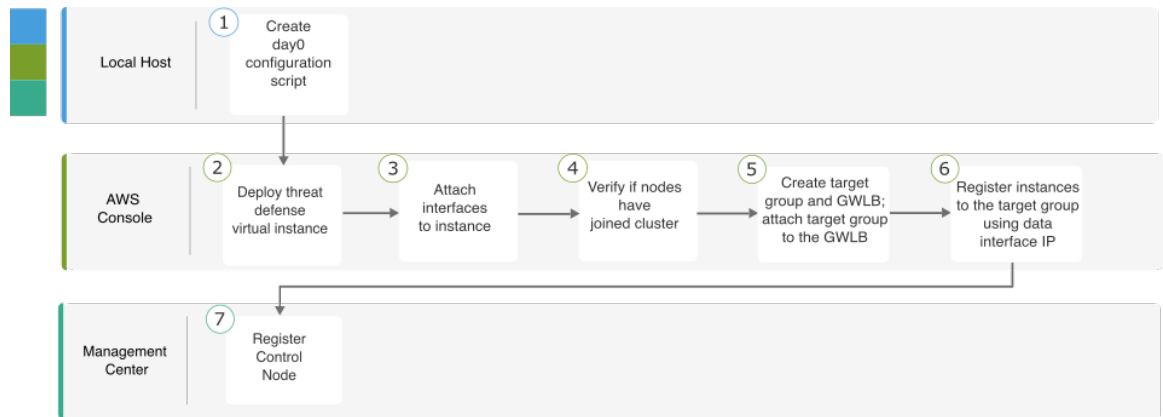 1
Create
day0
configuration
script
Local Host
2
Deploy threat
defense
virtual instance
3
Attach
interfaces
to instance
4
Verify if nodes
have
joined cluster
5
Create target
group and GWLB;
attach target group
to the GWLB
6
Register instances
to the target group
using data
interface IP
AWS
Console
7
Register
Control
Node
Management
Center